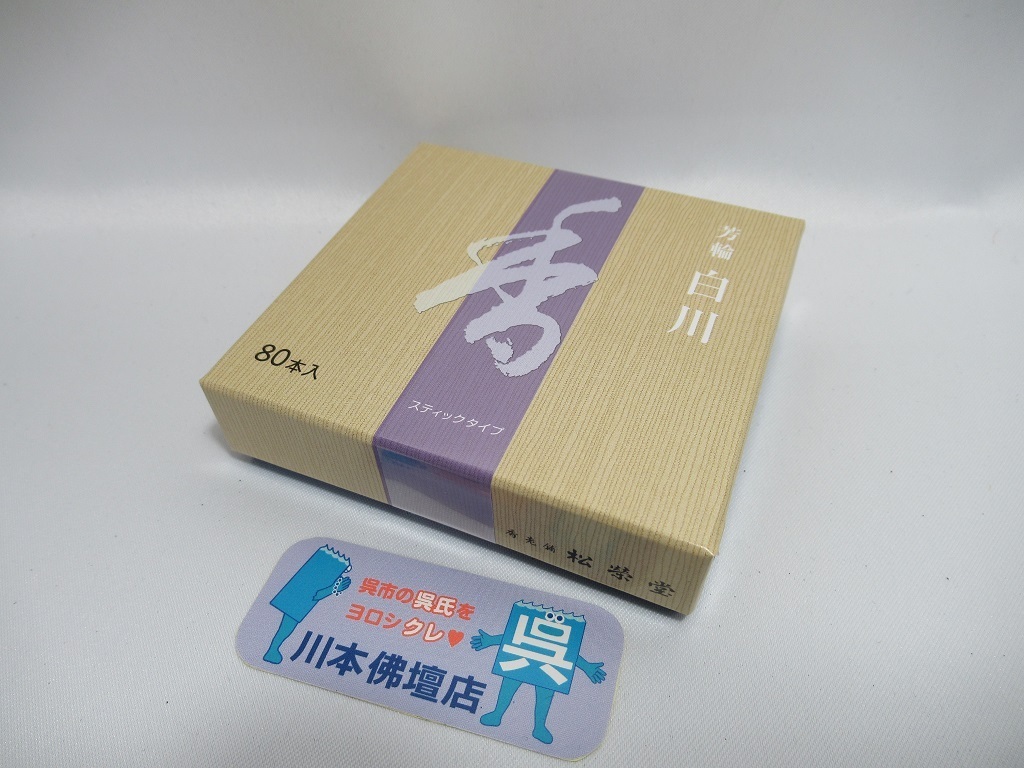 香
芳輪
白川
80本入
スティックタイプ
松榮堂
呉市の呉氏を
ヨロシクレ♥
川本佛壇店
呉